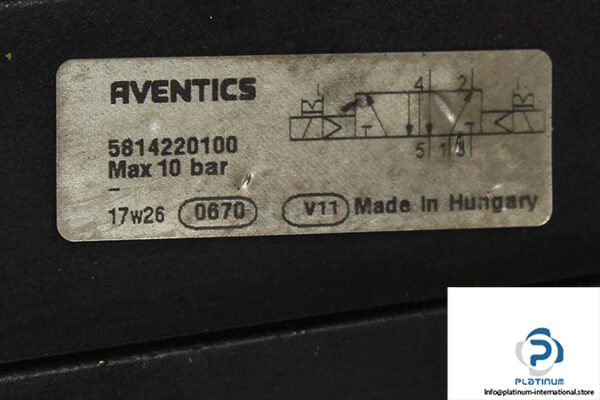 AVENTICS
4 2
5814220100
5 1 3
Max 10 bar
-
17w26 0670 V11 Made in Hungary
PLATINUM
Info@platinum-international.store